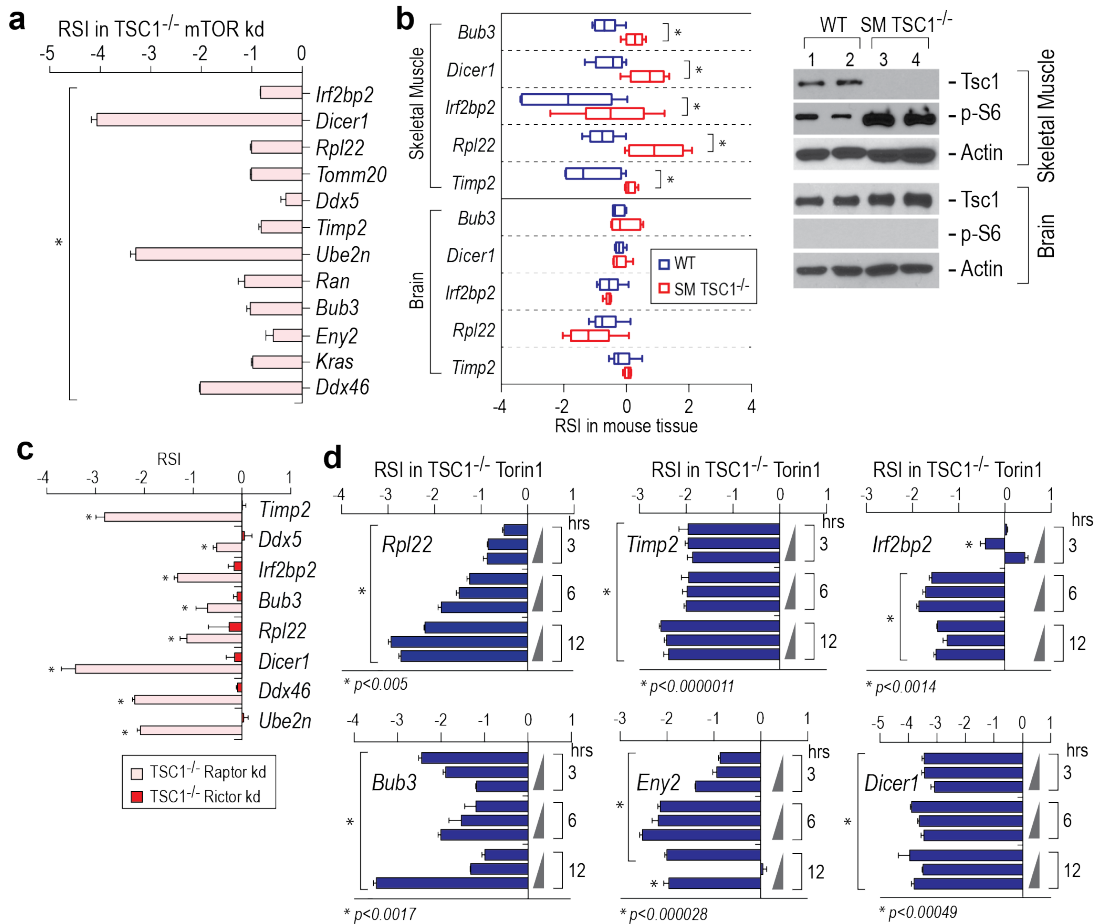 a
RSI in TSC1-/- mTOR kd
-5 -4 -3 -2 -1 0
Irf2bp2
Dicer1
Rpl22
Tomm20
Ddx5
Timp2
Ube2n
Ran
Bub3
Eny2
Kras
Ddx46
*
b
Skeletal Muscle
Bub3 *
Dicer1 *
Irf2bp2 *
Rpl22 *
Timp2 *
Brain
Bub3
Dicer1
Irf2bp2
Rpl22
Timp2
WT
SM TSC1-/-
-4 -2 0 2 4
RSI in mouse tissue
WT SM TSC1-/-
1 2 3 4
- Tsc1
- p-S6
- Actin
Skeletal Muscle
- Tsc1
- p-S6
- Actin
Brain
c
RSI
-4 -3 -2 -1 0 1
* Timp2
* Ddx5
* Irf2bp2
* Bub3
* Rpl22
* Dicer1
* Ddx46
* Ube2n
TSC1-/- Raptor kd
TSC1-/- Rictor kd
d
RSI in TSC1-/- Torin1
-4 -3 -2 -1 0 1
hrs
Rpl22
3
*
6
12
* p<0.005
RSI in TSC1-/- Torin1
-3 -2 -1 0 1
hrs
Timp2
3
*
6
12
* p<0.0000011
RSI in TSC1-/- Torin1
-3 -2 -1 0 1
hrs
Irf2bp2
*
3
6
*
12
* p<0.0014
-4 -3 -2 -1 0 1
hrs
Bub3
3
6
*
12
* p<0.0017
-3 -2 -1 0 1
hrs
Eny2
3
*
6
12
*
* p<0.000028
-5 -4 -3 -2 -1 0 1
hrs
Dicer1
3
6
*
12
* p<0.00049